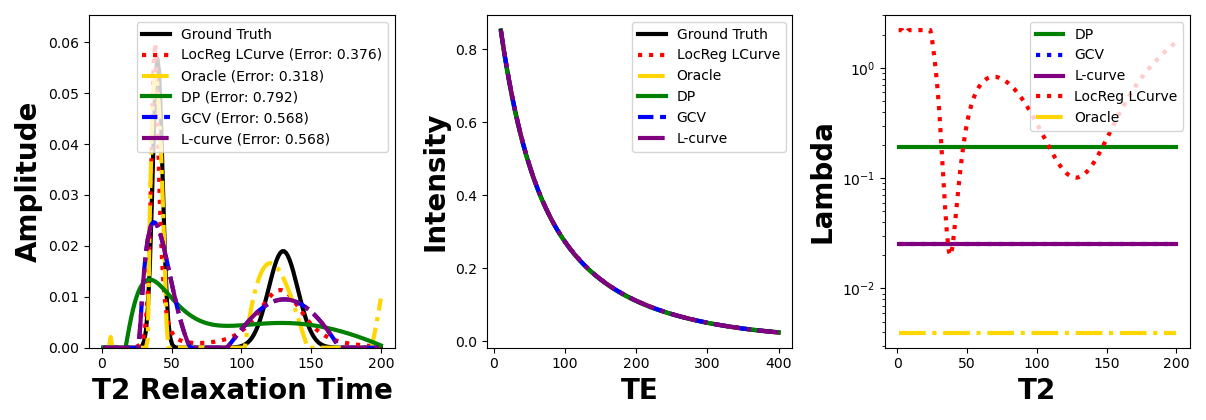 Amplitude
0.06
0.05
0.04
0.03
0.02
0.01
0.00
Ground Truth
LocReg LCurve (Error: 0.376)
Oracle (Error: 0.318)
DP (Error: 0.792)
GCV (Error: 0.568)
L-curve (Error: 0.568)
0
50
100
150
200
T2 Relaxation Time
Intensity
0.8
0.6
0.4
0.2
0.0
Ground Truth
LocReg LCurve
Oracle
DP
GCV
L-curve
0
100
200
300
400
TE
Lambda
10⁰
10⁻¹
10⁻²
DP
GCV
L-curve
LocReg LCurve
Oracle
0
50
100
150
200
T2